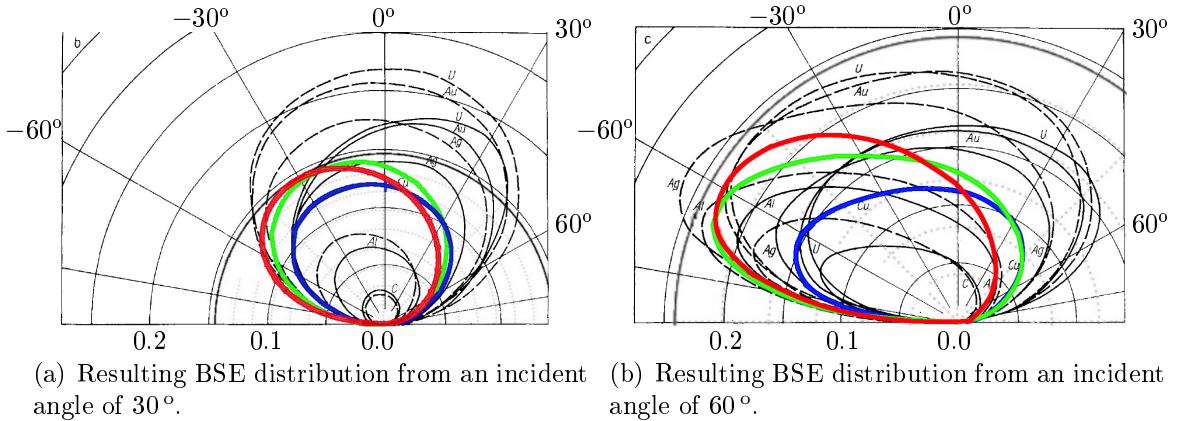 −30° 0° 30°
b
U
Au
U
Au
Ag
Ag
Cu
Al
C
−60°
60°
0.2 0.1 0.0
(a) Resulting BSE distribution from an incident
angle of 30°.
−30° 0° 30°
c
U
Au
Au
U
Ag
Al
Al
Cu
Ag
U
Ag
Cu
C
A
−60°
60°
0.2 0.1 0.0
(b) Resulting BSE distribution from an incident
angle of 60°.